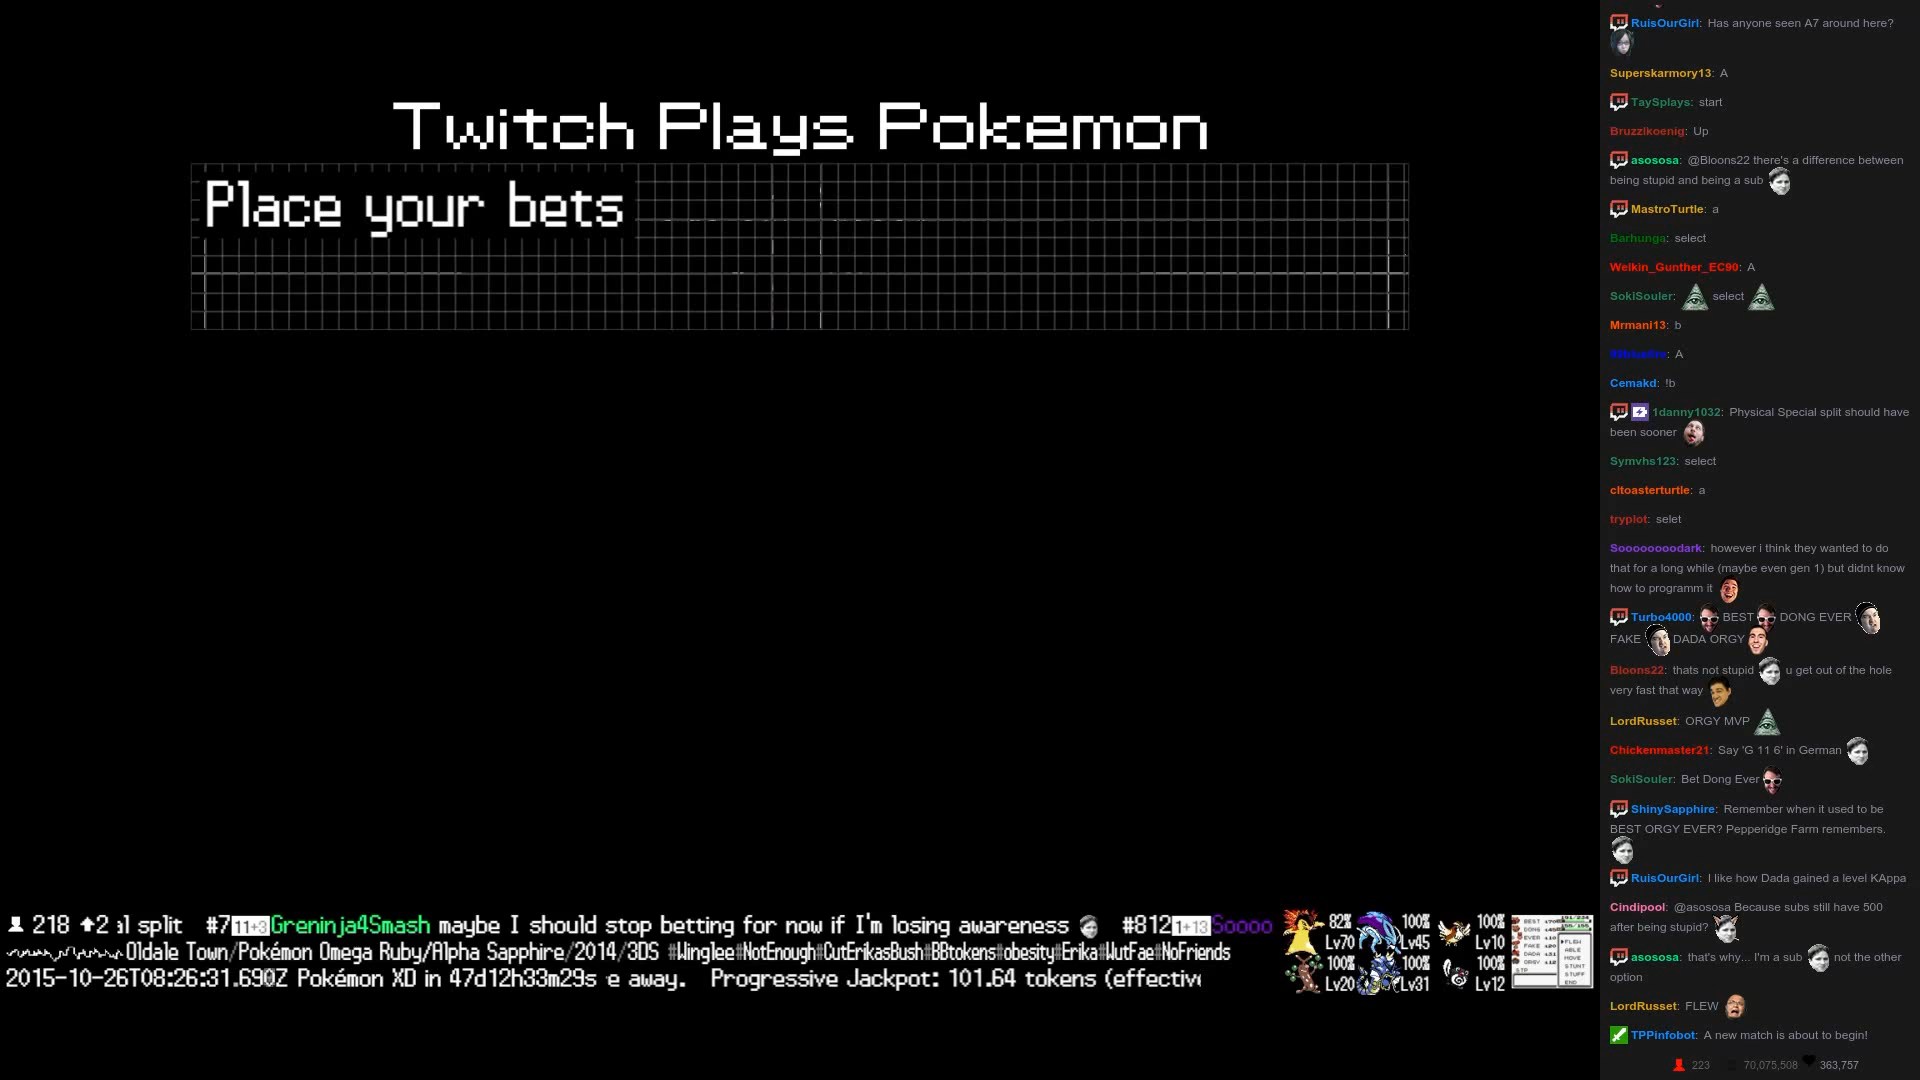 Twitch Plays Pokemon
Place your bets
218 2 al split #7 11+3 Greninja4Smash maybe I should stop betting for now if I'm losing awareness #812 1+13 Soooo
Oldale Town/Pokémon Omega Ruby/Alpha Sapphire/2014/3DS #Winglee#NotEnough#CutErikasBush#BBtokens#obesity#Erika#WutFae#NoFriends
2015-10-26T08:26:31.690Z Pokémon XD in 47d12h33m29s e away. Progressive Jackpot: 101.64 tokens (effectiv
82% 100% 100%
Lv70 Lv45 Lv10
100% 100% 100%
Lv20 Lv31 Lv12
RuisOurGirl: Has anyone seen A7 around here?
Superskarmory13: A
TaySplays: start
Bruzzlkoenig: Up
asososa: @Bloons22 there's a difference between
being stupid and being a sub
MastroTurtle: a
Barhunga: select
Welkin_Gunther_EC90: A
SokiSouler: select
Mrmani13: b
: A
Cemakd: !b
1danny1032: Physical Special split should have
been sooner
Symvhs123: select
cltoasterturtle: a
tryplot: selet
Soooooooodark: however i think they wanted to do
that for a long while (maybe even gen 1) but didnt know
how to programm it
Turbo4000: BEST DONG EVER
FAKE DADA ORGY
Bloons22: thats not stupid u get out of the hole
very fast that way
LordRusset: ORGY MVP
Chickenmaster21: Say 'G 11 6' in German
SokiSouler: Bet Dong Ever
ShinySapphire: Remember when it used to be
BEST ORGY EVER? Pepperidge Farm remembers.
RuisOurGirl: I like how Dada gained a level KAppa
Cindipool: @asososa Because subs still have 500
after being stupid?
asososa: that's why... I'm a sub not the other
option
LordRusset: FLEW
TPPinfobot: A new match is about to begin!
223 70,075,508 363,757